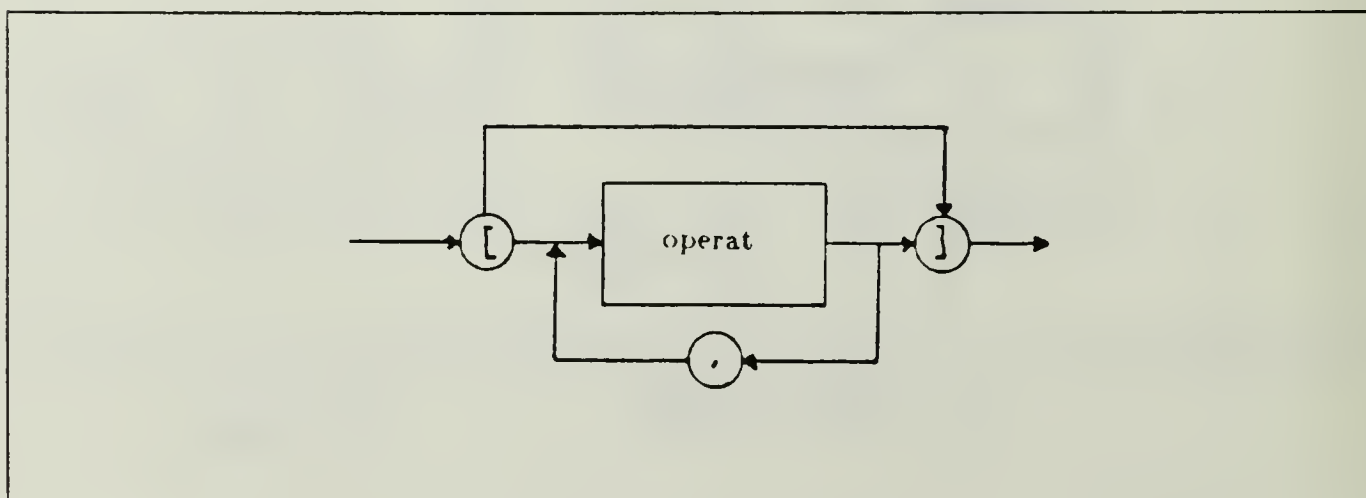 [
operat
]
,